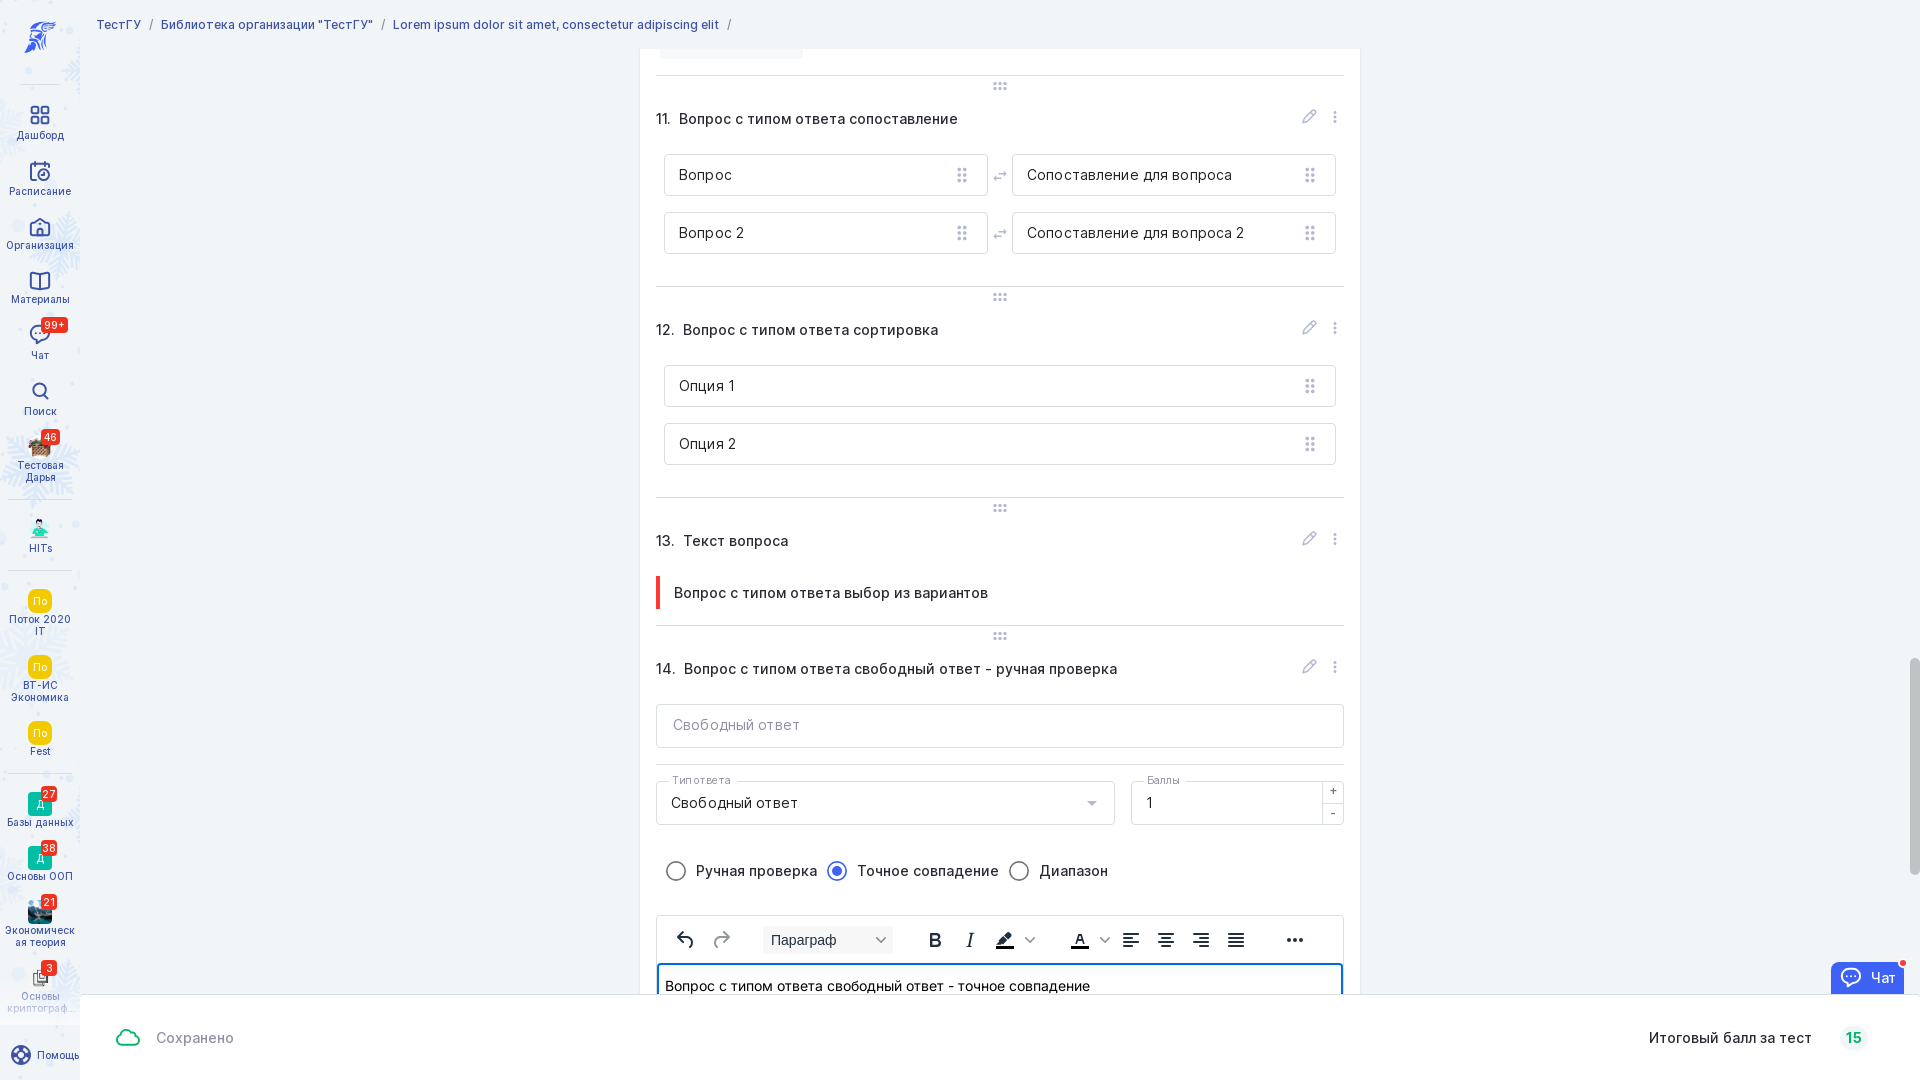 ТестГУ / Библиотека организации "ТестГУ" / Lorem ipsum dolor sit amet, consectetur adipiscing elit /
Дашборд
Расписание
Организация
Материалы
99+
Чат
Поиск
46
Тестовая
Дарья
HITs
По
Поток 2020
IT
По
ВТ-ИС
Экономика
По
Fest
27
Д
Базы данных
38
Д
Основы ООП
21
Экономическ
ая теория
3
Основы
криптограф...
Помощь
11. Вопрос с типом ответа сопоставление
Вопрос
Сопоставление для вопроса
Вопрос 2
Сопоставление для вопроса 2
12. Вопрос с типом ответа сортировка
Опция 1
Опция 2
13. Текст вопроса
Вопрос с типом ответа выбор из вариантов
14. Вопрос с типом ответа свободный ответ - ручная проверка
Свободный ответ
Тип ответа
Свободный ответ
Баллы
1
+
-
Ручная проверка
Точное совпадение
Диапазон
Параграф
B I A
Вопрос с типом ответа свободный ответ - точное совпадение
Чат
Сохранено
Итоговый балл за тест 15